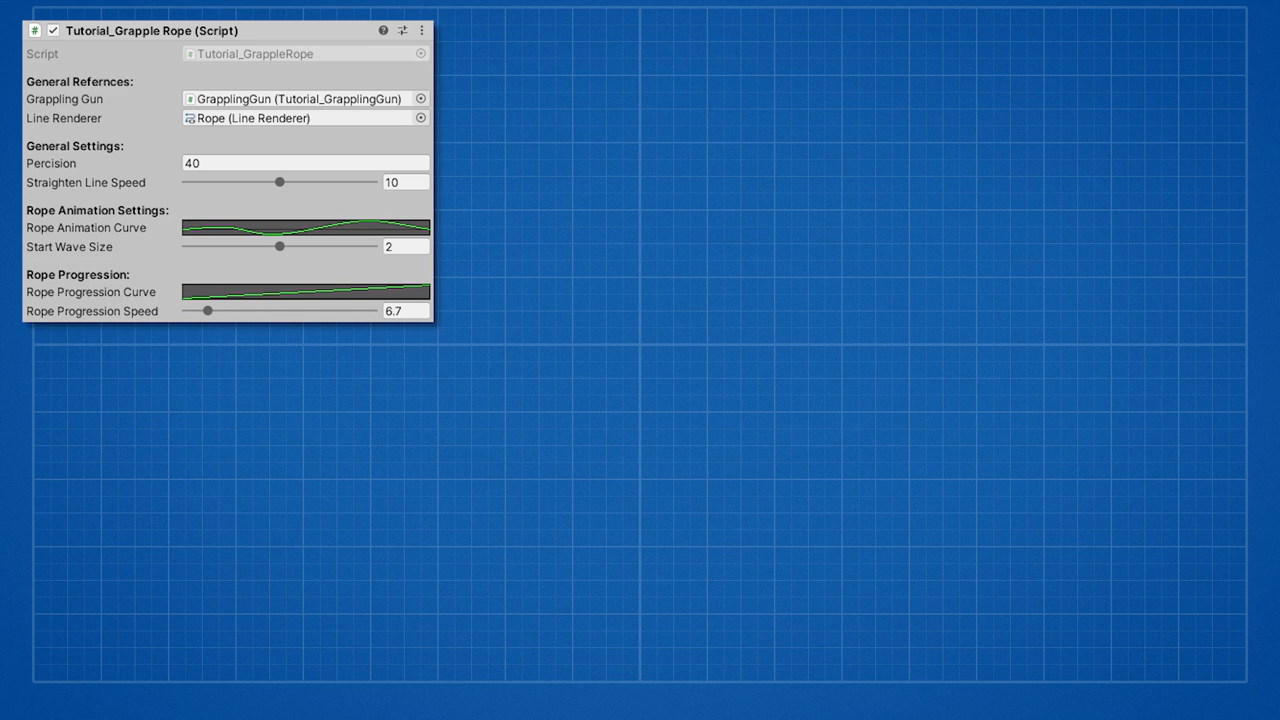 Tutorial_Grapple Rope (Script)
Script Tutorial_GrappleRope
General Refernces:
Grappling Gun GrapplingGun (Tutorial_GrapplingGun)
Line Renderer Rope (Line Renderer)
General Settings:
Percision 40
Straighten Line Speed 10
Rope Animation Settings:
Rope Animation Curve
Start Wave Size 2
Rope Progression:
Rope Progression Curve
Rope Progression Speed 6.7